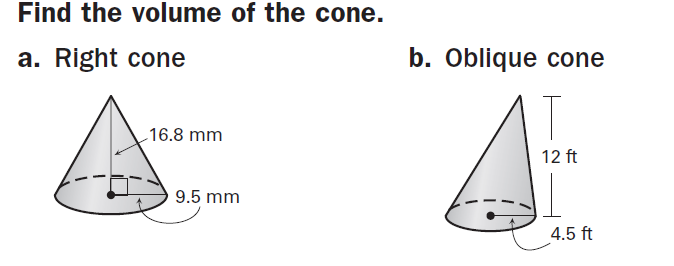 Find the volume of the cone.
a. Right cone
b. Oblique cone
16.8 mm
9.5 mm
12 ft
4.5 ft